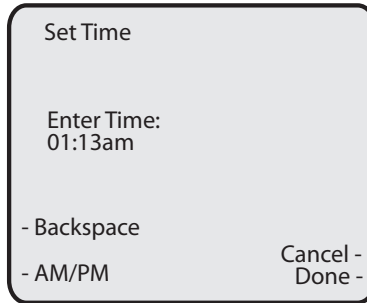 Set Time
Enter Time:
01:13am
- Backspace
Cancel -
- AM/PM
Done -